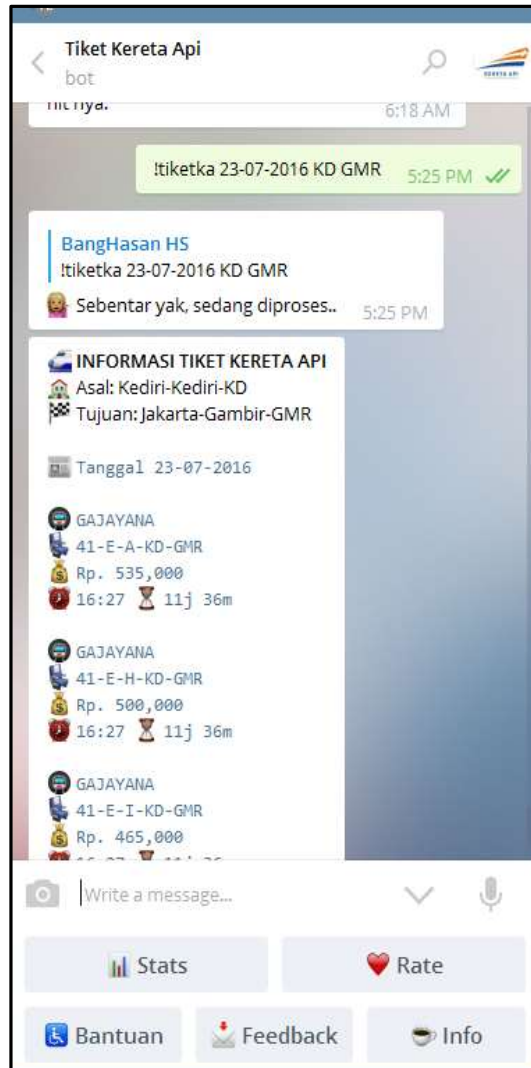 Tiket Kereta Api
bot
KERETA API
nit nya.
6:18 AM
!tiketka 23-07-2016 KD GMR 5:25 PM
BangHasan HS
!tiketka 23-07-2016 KD GMR
Sebentar yak, sedang diproses.. 5:25 PM
INFORMASI TIKET KERETA API
Asal: Kediri-Kediri-KD
Tujuan: Jakarta-Gambir-GMR
Tanggal 23-07-2016
GAJAYANA
41-E-A-KD-GMR
Rp. 535,000
16:27 11j 36m
GAJAYANA
41-E-H-KD-GMR
Rp. 500,000
16:27 11j 36m
GAJAYANA
41-E-I-KD-GMR
Rp. 465,000
Write a message...
Stats Rate
Bantuan Feedback Info